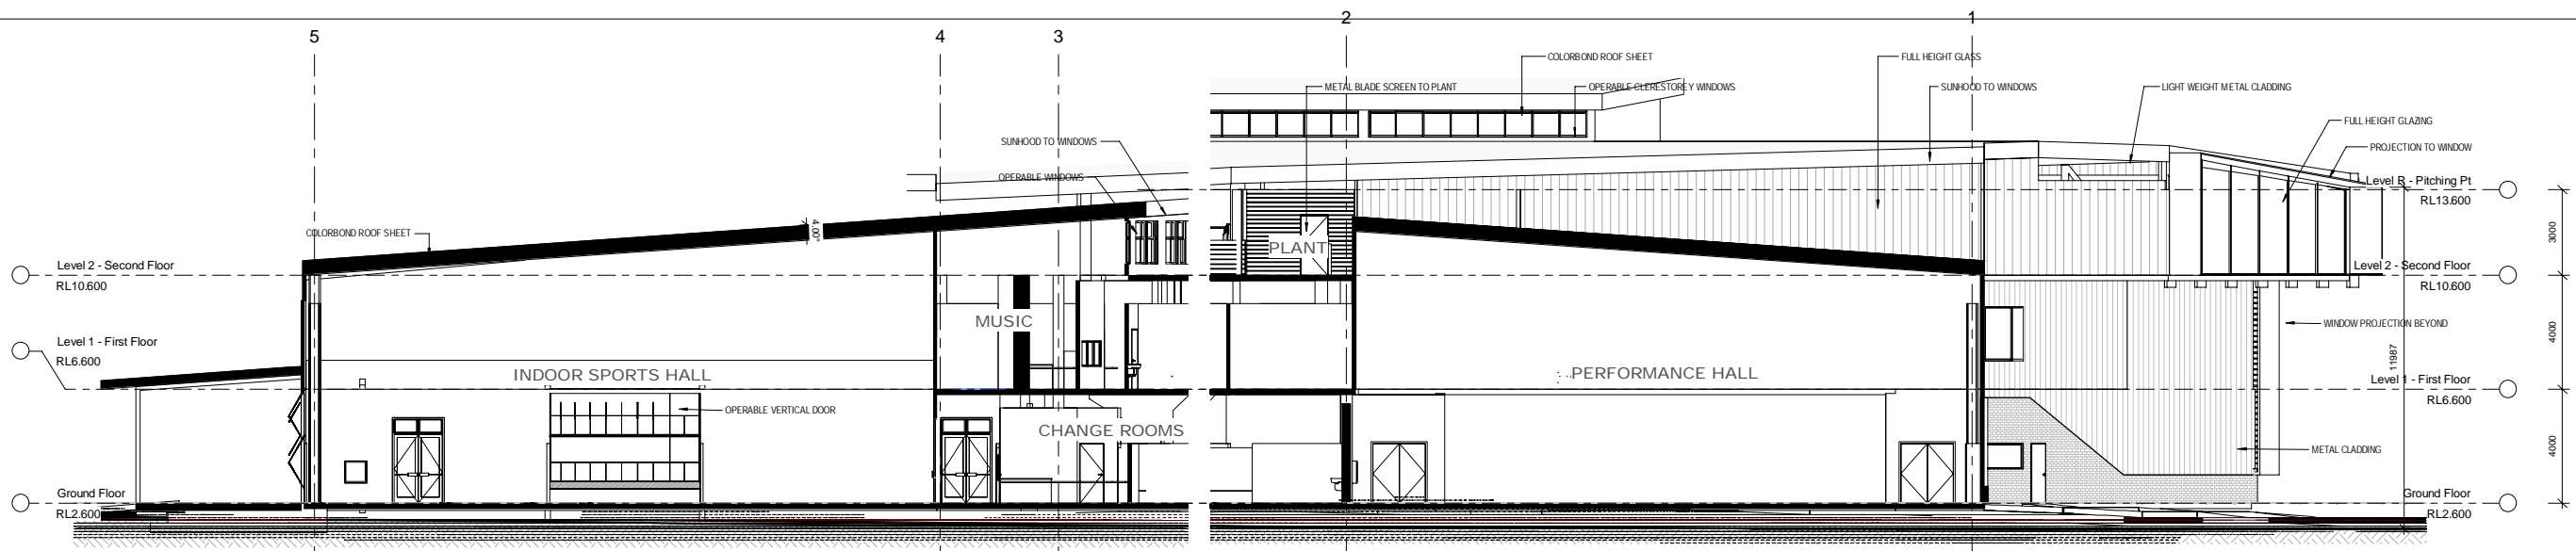 2
1
5
4
3
COLORBOND ROOF SHEET
FULL HEIGHT GLASS
METAL BLADE SCREEN TO PLANT
OPERABLE CLERESTOREY WINDOWS
SUNHOOD TO WINDOWS
LIGHT WEIGHT METAL CLADDING
FULL HEIGHT GLAZING
SUNHOOD TO WINDOWS
PROJECTION TO WINDOW
OPERABLE WINDOWS
Level R - Pitching Pt
RL13.600
3000
COLORBOND ROOF SHEET
4.00°
PLANT
Level 2 - Second Floor
RL10.600
Level 2 - Second Floor
RL10.600
MUSIC
WINDOW PROJECTION BEYOND
4000
Level 1 - First Floor
RL6.600
11987
INDOOR SPORTS HALL
PERFORMANCE HALL
Level 1 - First Floor
RL6.600
OPERABLE VERTICAL DOOR
CHANGE ROOMS
METAL CLADDING
4000
Ground Floor
RL2.600
Ground Floor
RL2.600